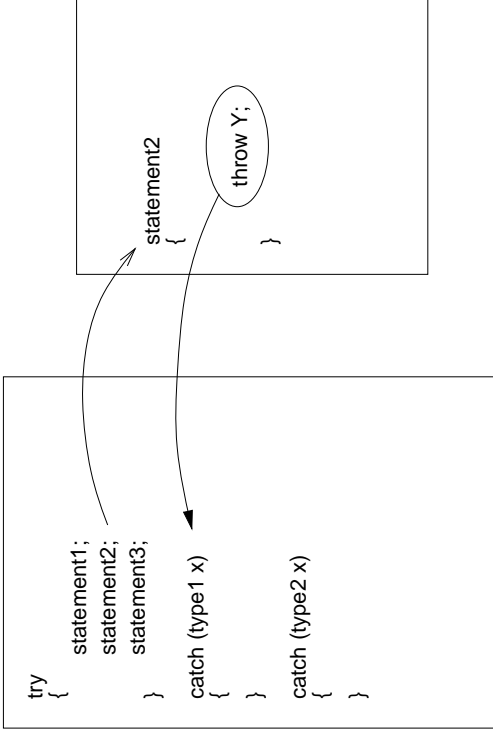 try
{
statement1;
statement2;
statement3;
}
catch (type1 x)
{
}
catch (type2 x)
{
}
statement2
{
throw Y;
}